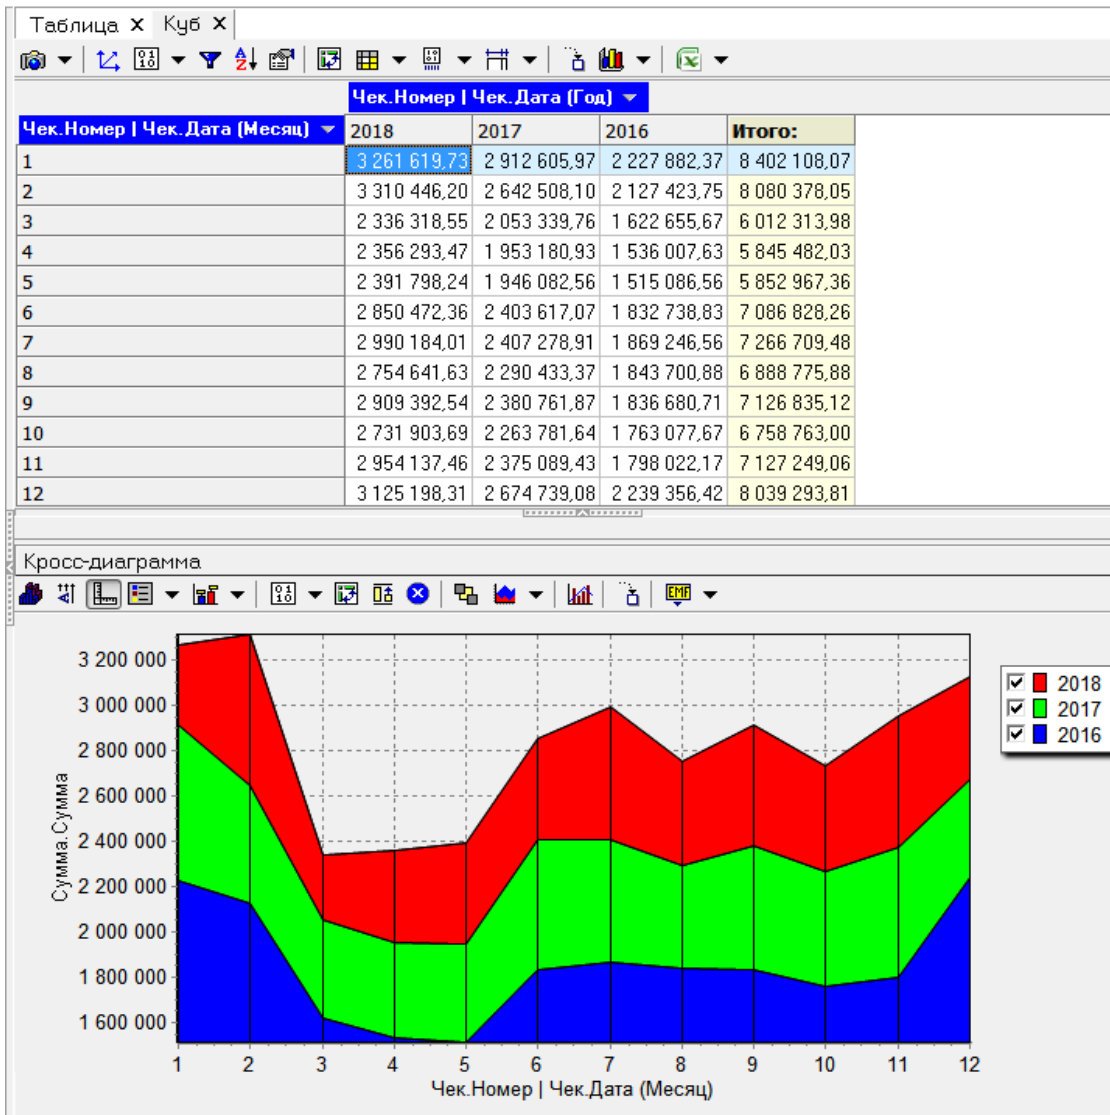 Таблица Куб
Чек.Номер | Чек.Дата (Год)
Чек.Номер | Чек.Дата (Месяц) 2018 2017 2016 Итого:
1 3 261 619,73 2 912 605,97 2 227 882,37 8 402 108,07
2 3 310 446,20 2 642 508,10 2 127 423,75 8 080 378,05
3 2 336 318,55 2 053 339,76 1 622 655,67 6 012 313,98
4 2 356 293,47 1 953 180,93 1 536 007,63 5 845 482,03
5 2 391 798,24 1 946 082,56 1 515 086,56 5 852 967,36
6 2 850 472,36 2 403 617,07 1 832 738,83 7 086 828,26
7 2 990 184,01 2 407 278,91 1 869 246,56 7 266 709,48
8 2 754 641,63 2 290 433,37 1 843 700,88 6 888 775,88
9 2 909 392,54 2 380 761,87 1 836 680,71 7 126 835,12
10 2 731 903,69 2 263 781,64 1 763 077,67 6 758 763,00
11 2 954 137,46 2 375 089,43 1 798 022,17 7 127 249,06
12 3 125 198,31 2 674 739,08 2 239 356,42 8 039 293,81
Кросс-диаграмма
EMF
3 200 000
3 000 000
2 800 000
2 600 000
2 400 000
2 200 000
2 000 000
1 800 000
1 600 000
Сумма.Сумма
1 2 3 4 5 6 7 8 9 10 11 12
Чек.Номер | Чек.Дата (Месяц)
2018
2017
2016